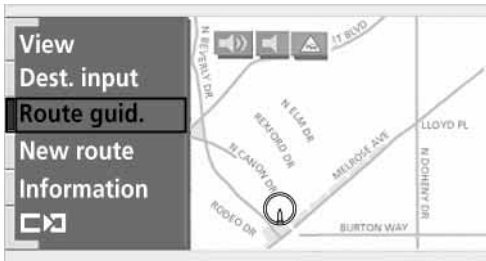 View
Dest. input
Route guid.
New route
Information
N BEVERLY DR
T BLVD
N ELM DR
REXFORD DR
N CANON DR
RODEO DR
MELROSE AVE
LLOYD PL
N DOHENY DR
BURTON WAY